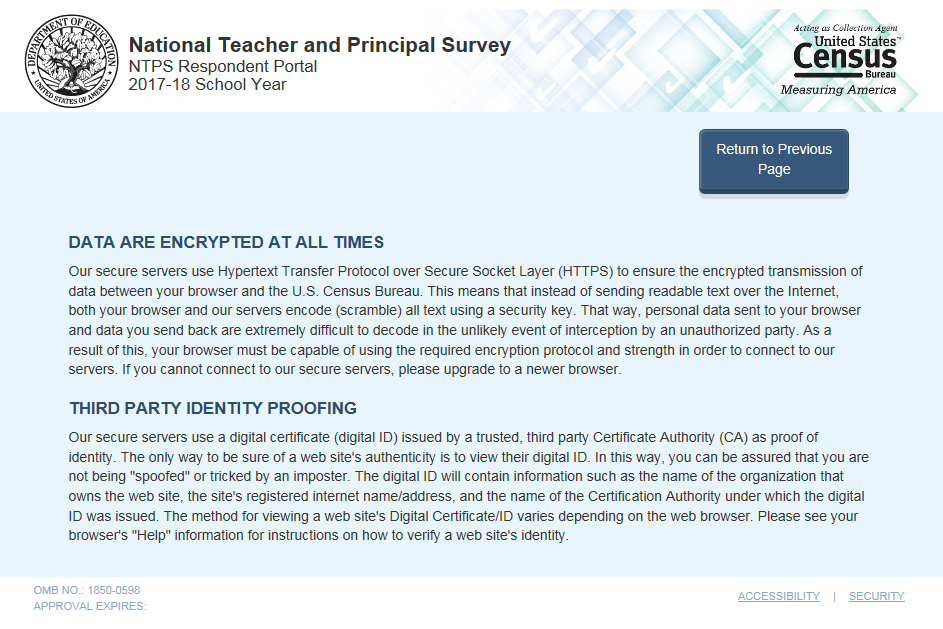 DEPARTMENT OF EDUCATION
UNITED STATES OF AMERICA
National Teacher and Principal Survey
NTPS Respondent Portal
2017-18 School Year
Acting as Collection Agent
United States™
Census
Bureau
Measuring America
Return to Previous
Page
DATA ARE ENCRYPTED AT ALL TIMES
Our secure servers use Hypertext Transfer Protocol over Secure Socket Layer (HTTPS) to ensure the encrypted transmission of
data between your browser and the U.S. Census Bureau. This means that instead of sending readable text over the Internet,
both your browser and our servers encode (scramble) all text using a security key. That way, personal data sent to your browser
and data you send back are extremely difficult to decode in the unlikely event of interception by an unauthorized party. As a
result of this, your browser must be capable of using the required encryption protocol and strength in order to connect to our
servers. If you cannot connect to our secure servers, please upgrade to a newer browser.
THIRD PARTY IDENTITY PROOFING
Our secure servers use a digital certificate (digital ID) issued by a trusted, third party Certificate Authority (CA) as proof of
identity. The only way to be sure of a web site's authenticity is to view their digital ID. In this way, you can be assured that you are
not being "spoofed" or tricked by an imposter. The digital ID will contain information such as the name of the organization that
owns the web site, the site's registered internet name/address, and the name of the Certification Authority under which the digital
ID was issued. The method for viewing a web site's Digital Certificate/ID varies depending on the web browser. Please see your
browser's "Help" information for instructions on how to verify a web site's identity.
OMB NO.: 1850-0598
APPROVAL EXPIRES:
ACCESSIBILITY | SECURITY